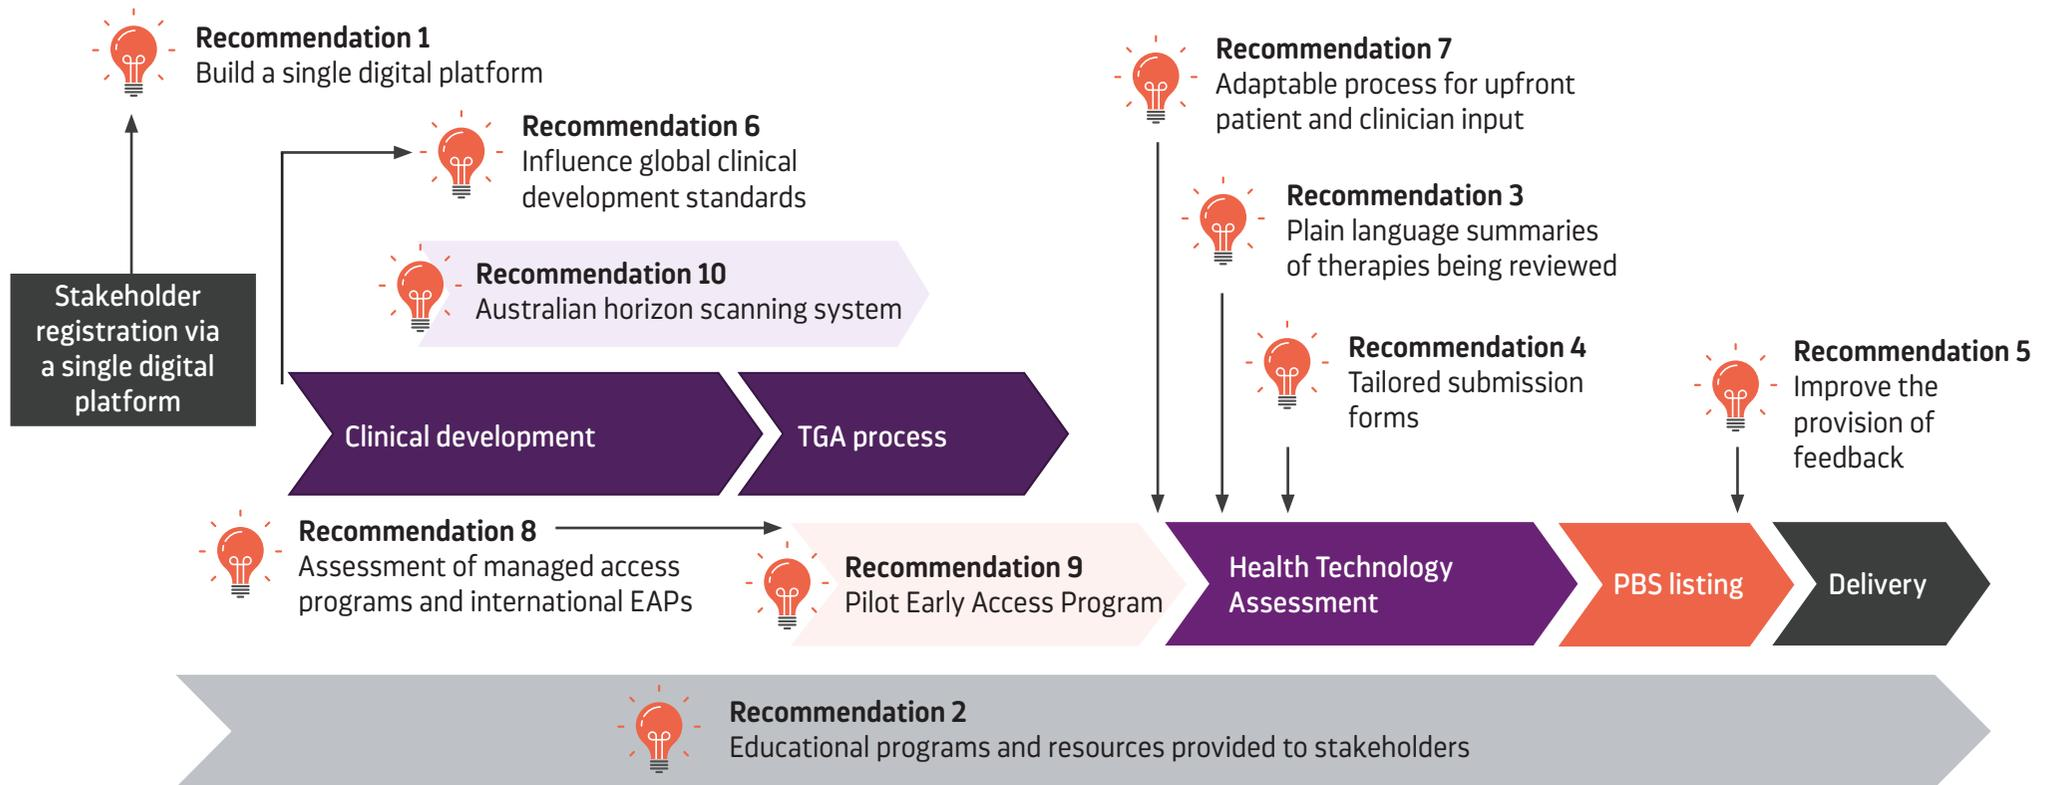 Recommendation 1
Build a single digital platform
Recommendation 6
Influence global clinical
development standards
Recommendation 10
Australian horizon scanning system
Stakeholder
registration via
a single digital
platform
Clinical development
TGA process
Recommendation 7
Adaptable process for upfront
patient and clinician input
Recommendation 3
Plain language summaries
of therapies being reviewed
Recommendation 4
Tailored submission
forms
Recommendation 5
Improve the
provision of
feedback
Recommendation 8
Assessment of managed access
programs and international EAPs
Recommendation 9
Pilot Early Access Program
Health Technology
Assessment
PBS listing
Delivery
Recommendation 2
Educational programs and resources provided to stakeholders